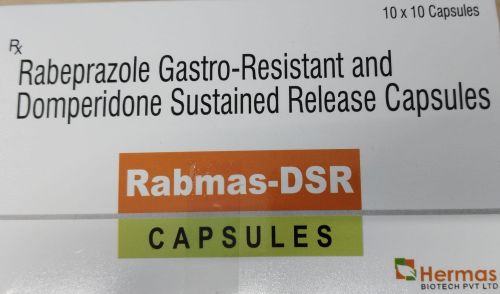 10 x 10 Capsules
Rx
Rabeprazole Gastro-Resistant and
Domperidone Sustained Release Capsules
Rabmas-DSR
CAPSULES
Hermas
BIOTECH PVT LTD